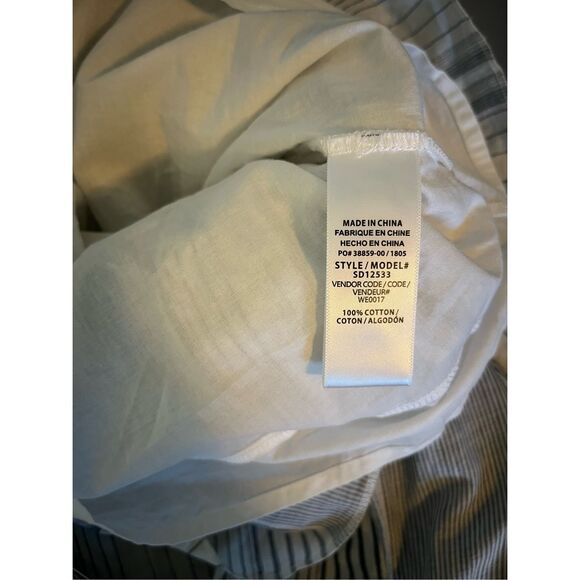 MADE IN CHINA
FABRIQUE EN CHINE
HECHO EN CHINA
PO# 38859-00 / 1805
STYLE / MODEL#
SD12533
VENDOR CODE / CODE /
VENDEUR#
WE0017
100% COTTON /
COTON / ALGODÓN